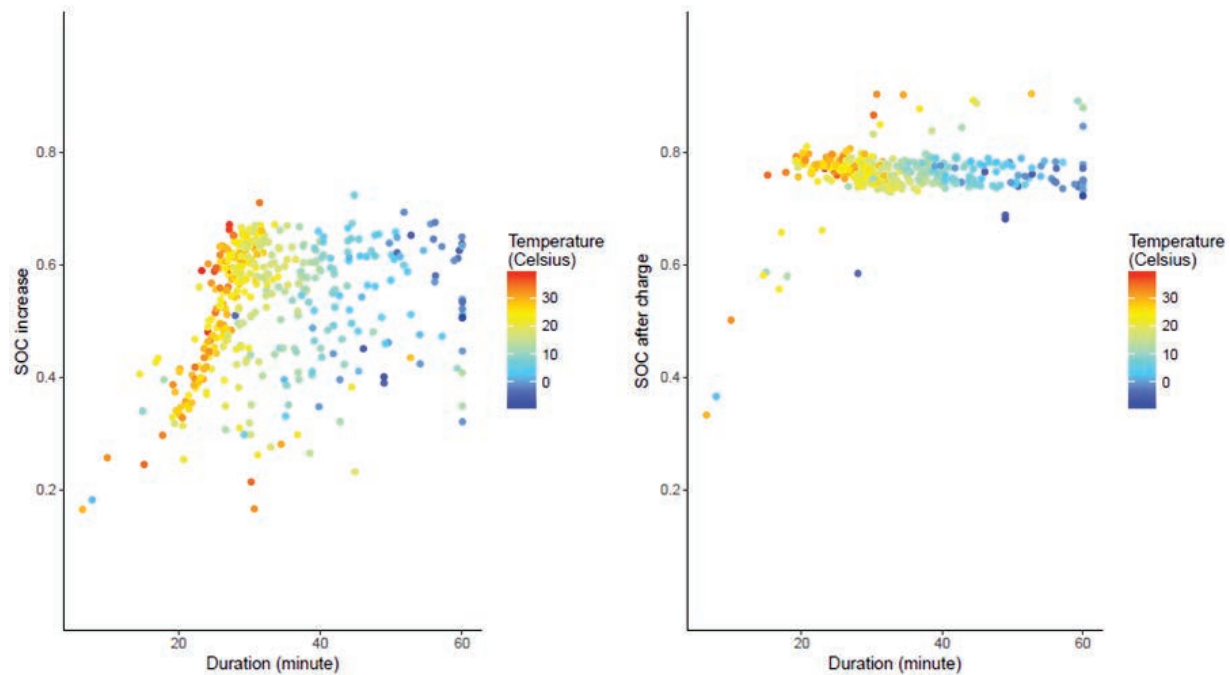 SOC increase
0.8
0.6
0.4
0.2
20
40
60
Duration (minute)
Temperature
(Celsius)
30
20
10
0
SOC after charge
0.8
0.6
0.4
0.2
20
40
60
Duration (minute)
Temperature
(Celsius)
30
20
10
0